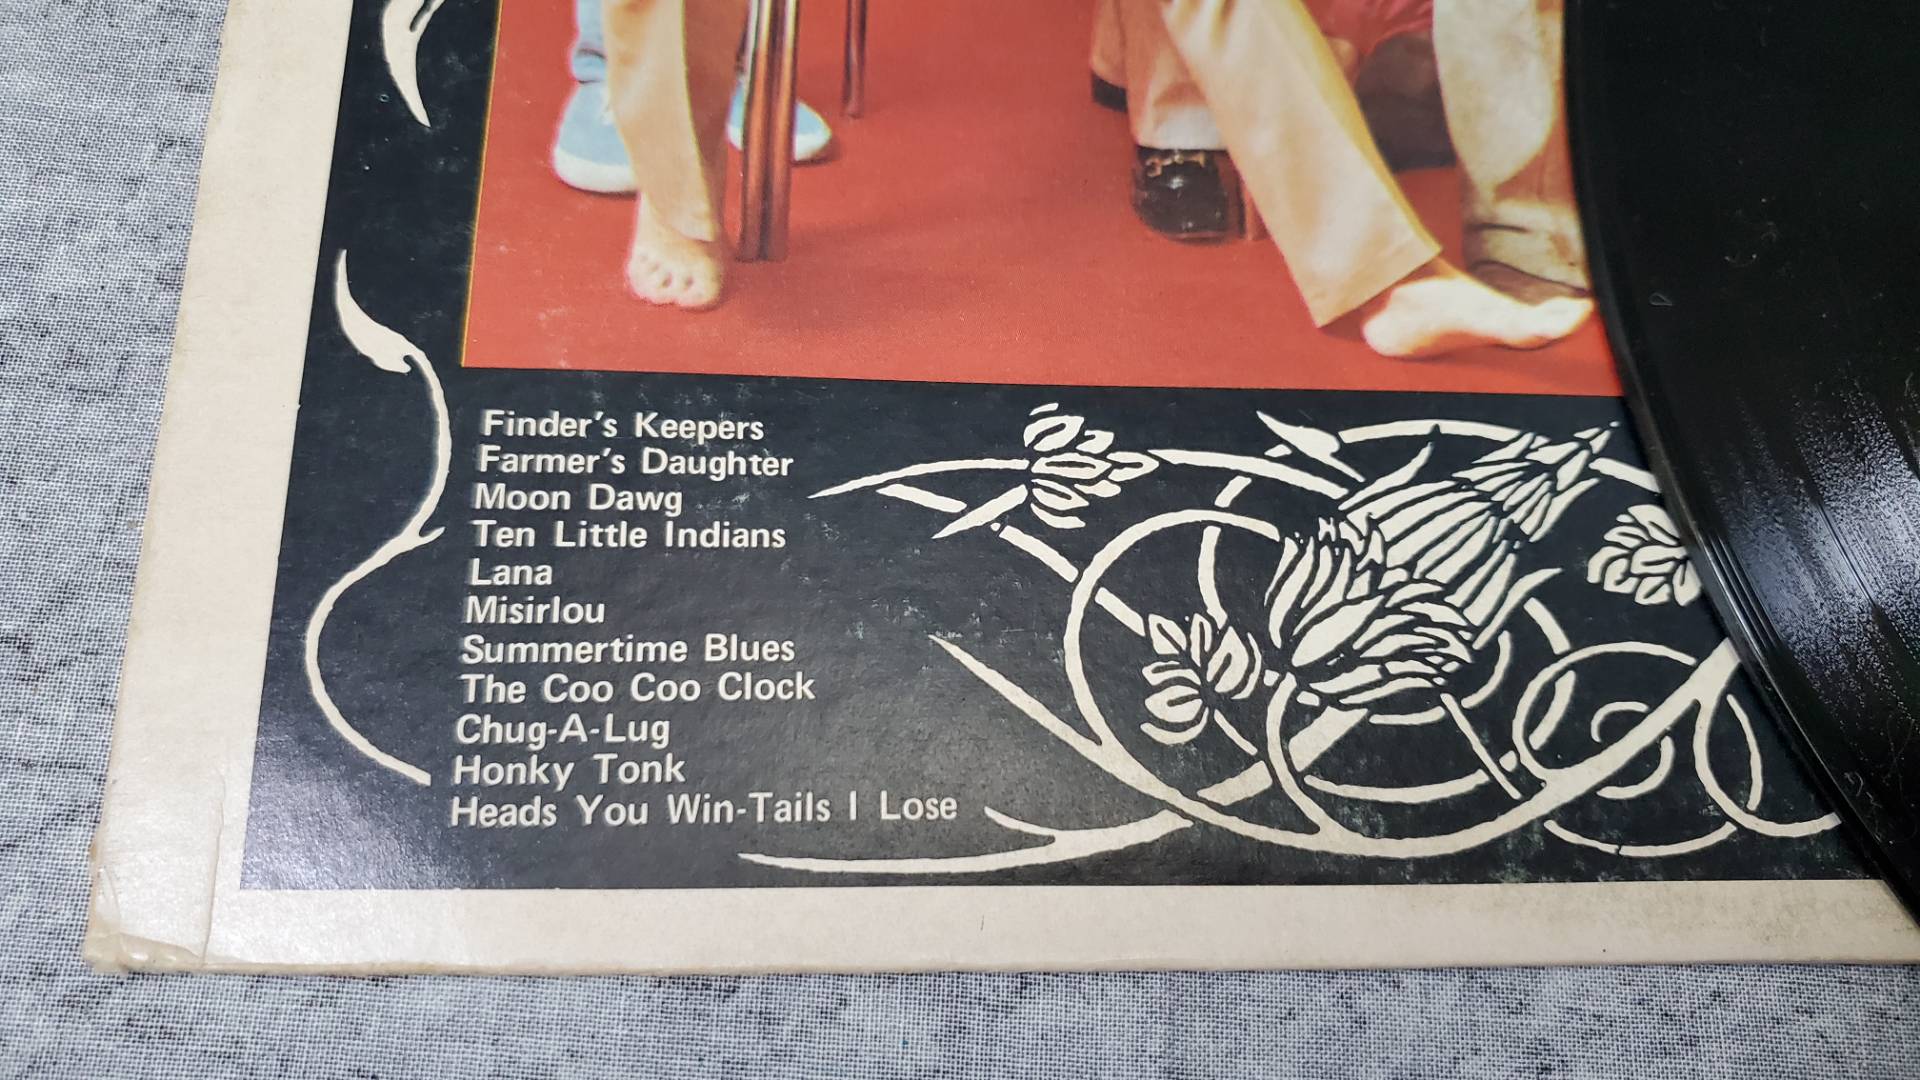 Finder's Keepers
Farmer's Daughter
Moon Dawg
Ten Little Indians
Lana
Misirlou
Summertime Blues
The Coo Coo Clock
Chug-A-Lug
Honky Tonk
Heads You Win-Tails I Lose